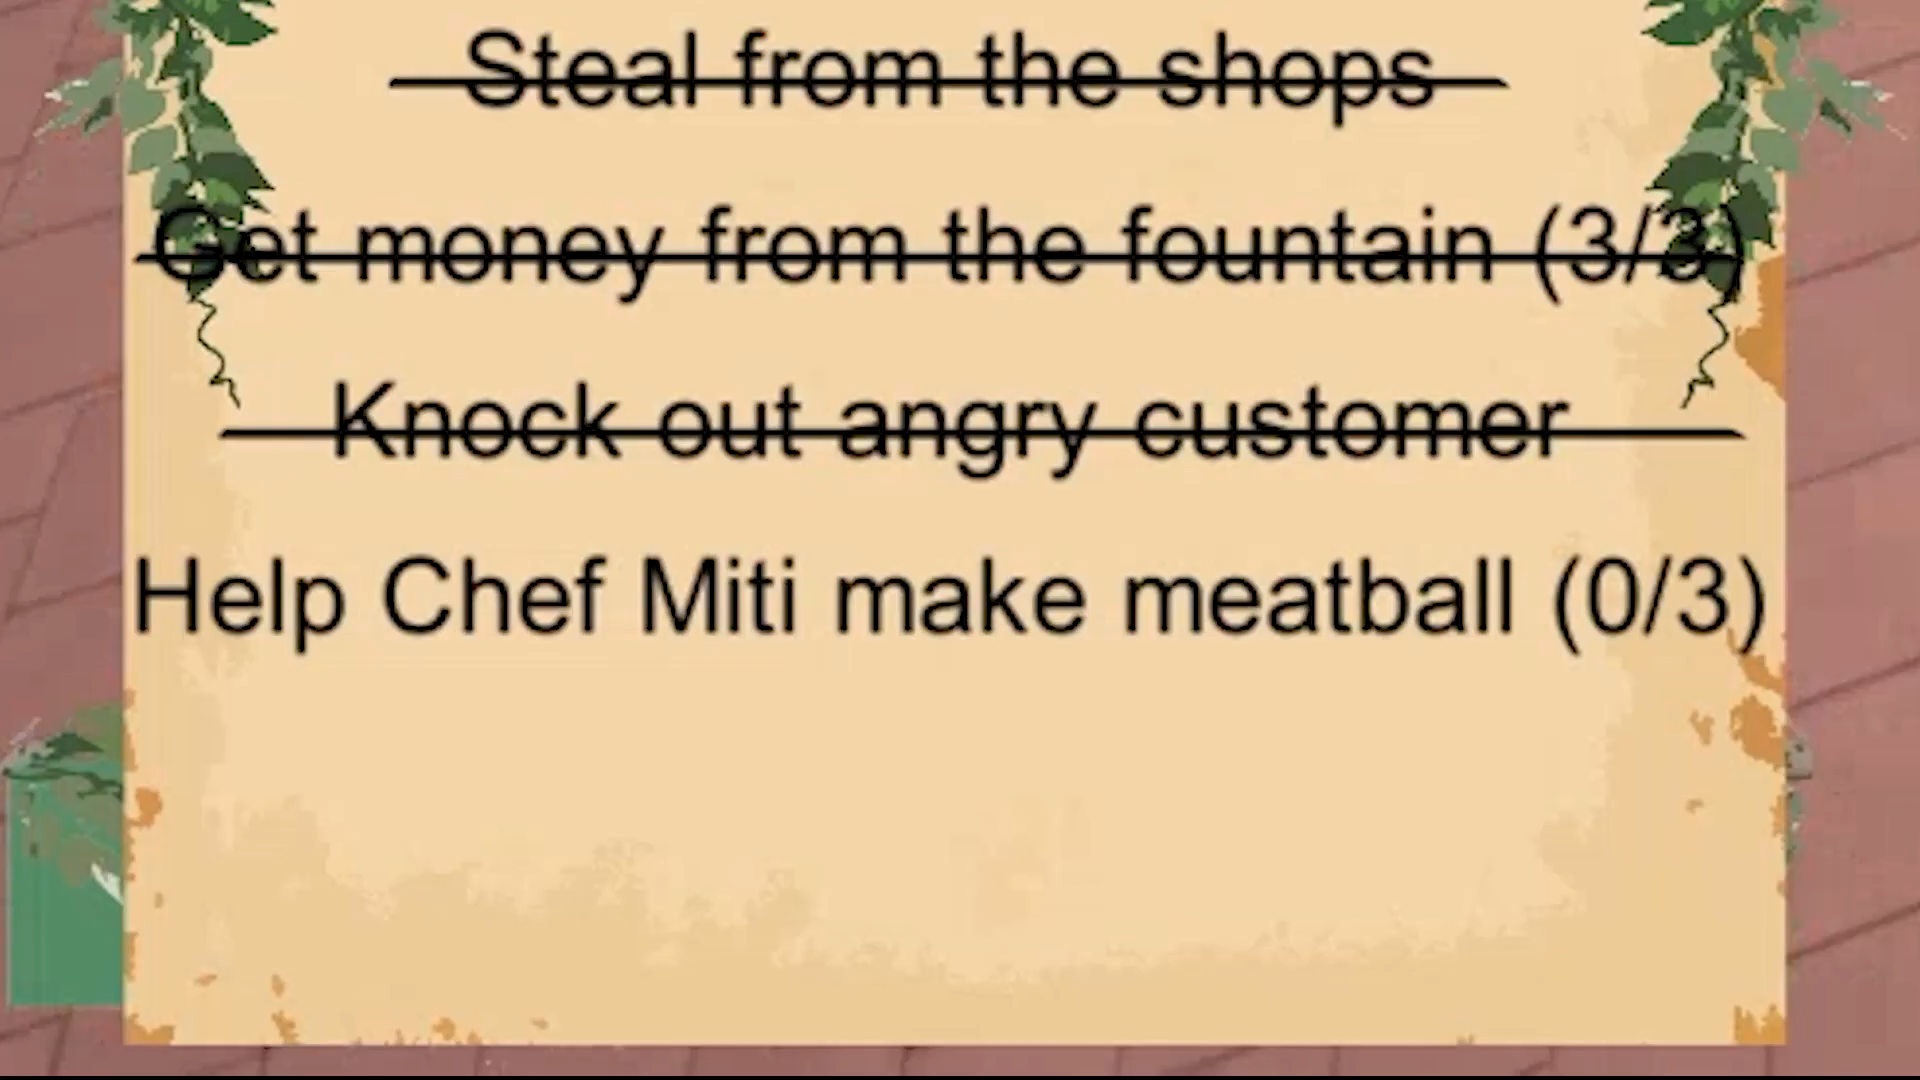 Steal from the shops
Get money from the fountain (3/3)
Knock out angry customer
Help Chef Miti make meatball (0/3)